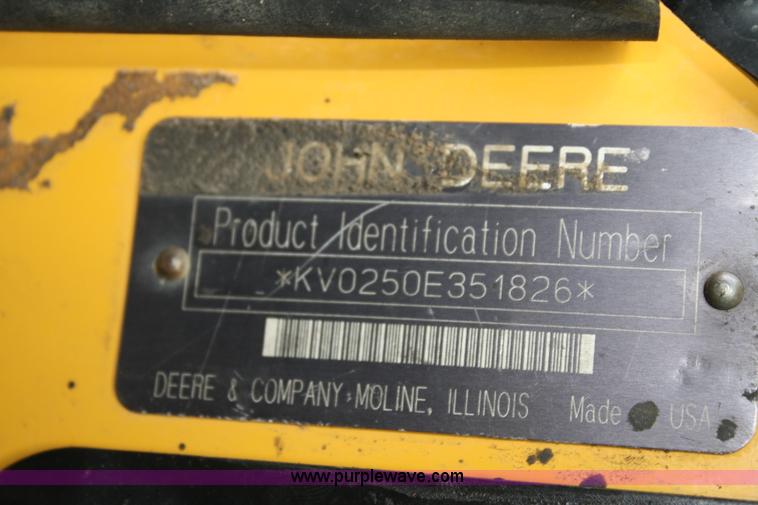 JOHN DEERE
Product Identification Number
*KV0250E351826*
DEERE & COMPANY MOLINE, ILLINOIS Made USA
www.purplewave.com